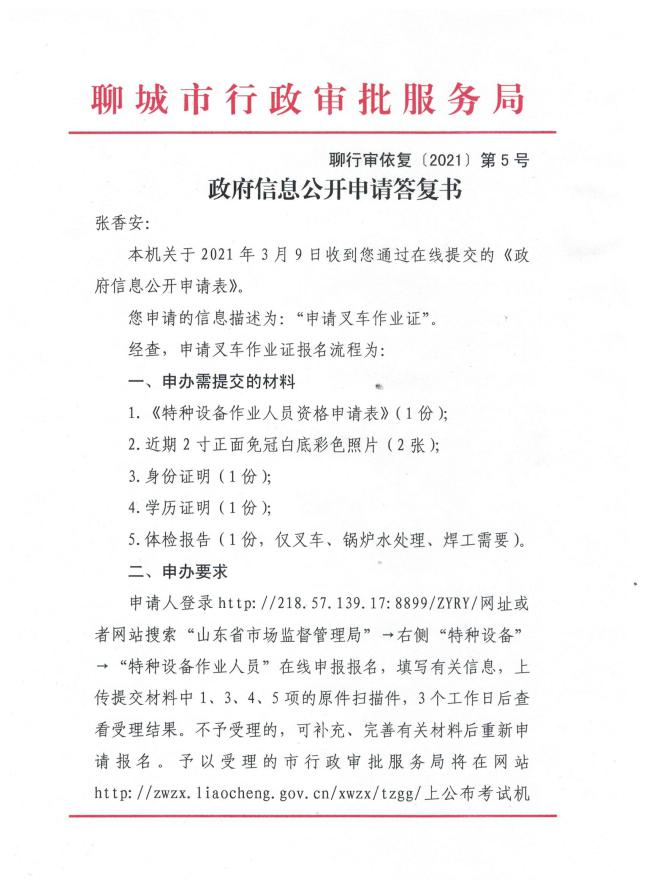 聊城市行政审批服务局
聊行审依复〔2021〕第5号
政府信息公开申请答复书
张香安：
本机关于2021年3月9日收到您通过在线提交的《政
府信息公开申请表》。
您申请的信息描述为：“申请叉车作业证”。
经查，申请叉车作业证报名流程为：
一、申办需提交的材料
1.《特种设备作业人员资格申请表》（1份）；
2.近期2寸正面免冠白底彩色照片（2张）；
3.身份证明（1份）；
4.学历证明（1份）；
5.体检报告（1份，仅叉车、锅炉水处理、焊工需要）。
二、申办要求
申请人登录http://218.57.139.17:8899/ZYRY/网址或
者网站搜索“山东省市场监督管理局”→右侧“特种设备”
→“特种设备作业人员”在线申报报名，填写有关信息，上
传提交材料中1、3、4、5项的原件扫描件，3个工作日后查
看受理结果。不予受理的，可补充、完善有关材料后重新申
请报名。予以受理的市行政审批服务局将在网站
http://zwzx.liaocheng.gov.cn/xwzx/tzgg/上公布考试机